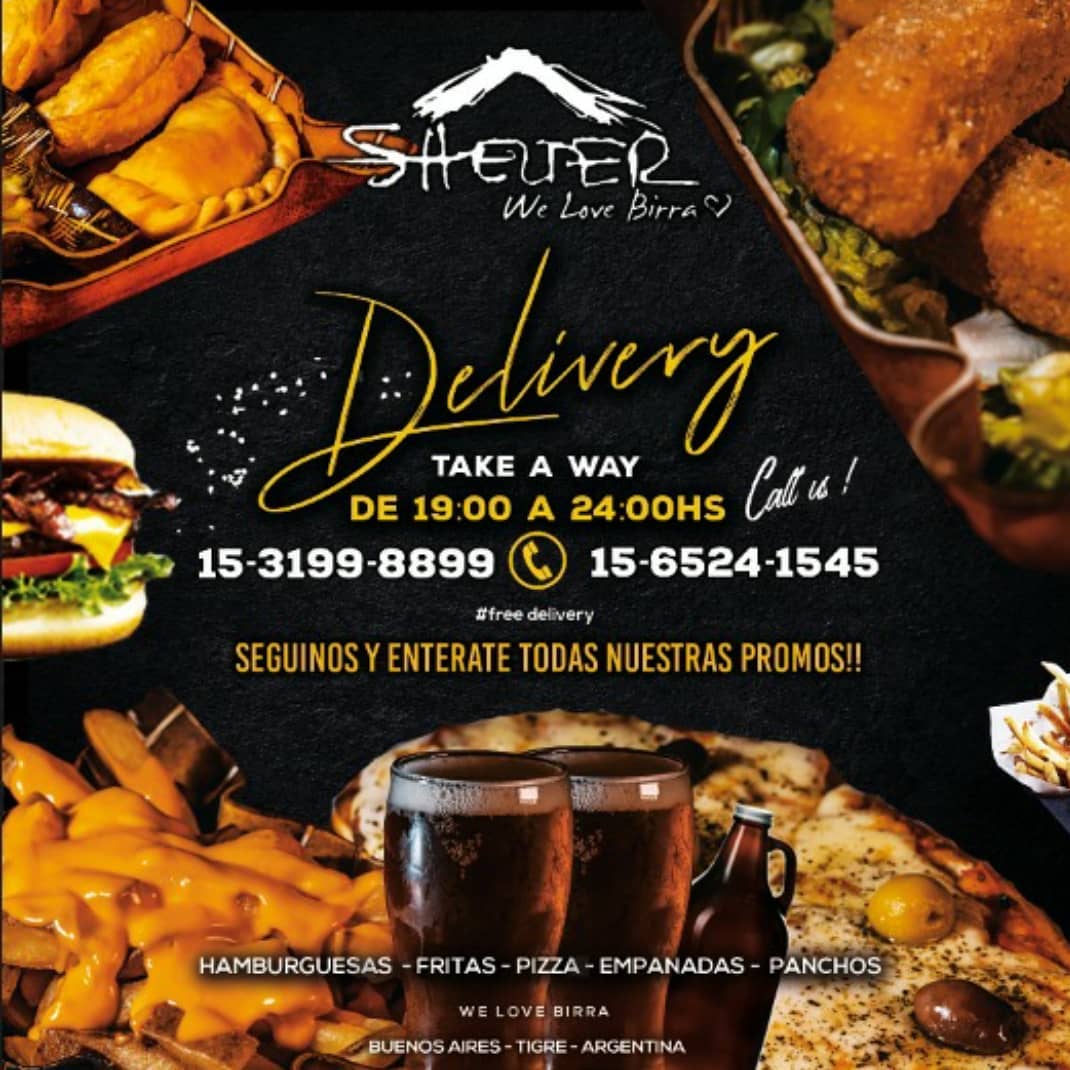 SHELTER
We Love Birra
Delivery
TAKE A WAY
DE 19:00 A 24:00HS
Call us !
15-3199-8899 15-6524-1545
#free delivery
SEGUINOS Y ENTERATE TODAS NUESTRAS PROMOS!!
HAMBURGUESAS - FRITAS - PIZZA - EMPANADAS - PANCHOS
WE LOVE BIRRA
BUENOS AIRES - TIGRE - ARGENTINA